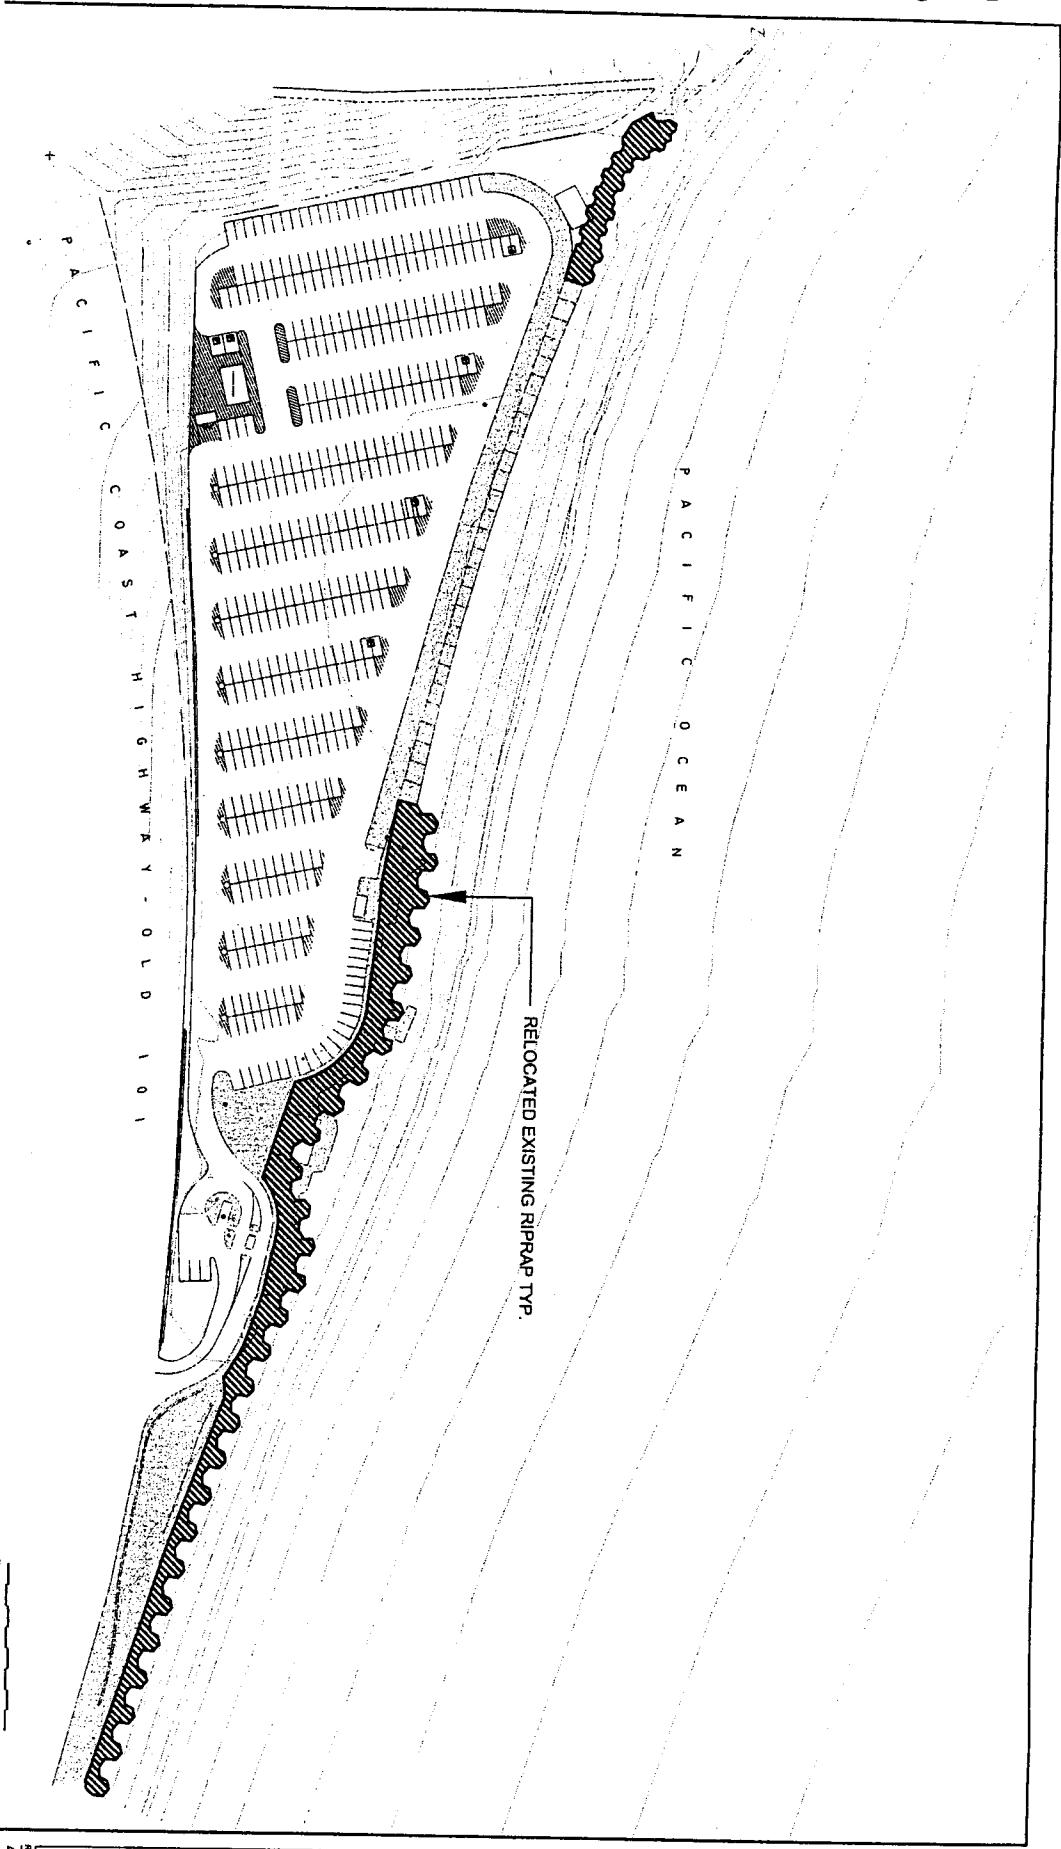 PACIFIC OCEAN
RELOCATED EXISTING RIPRAP TYP.
PACIFIC COAST HIGHWAY - OLD 101